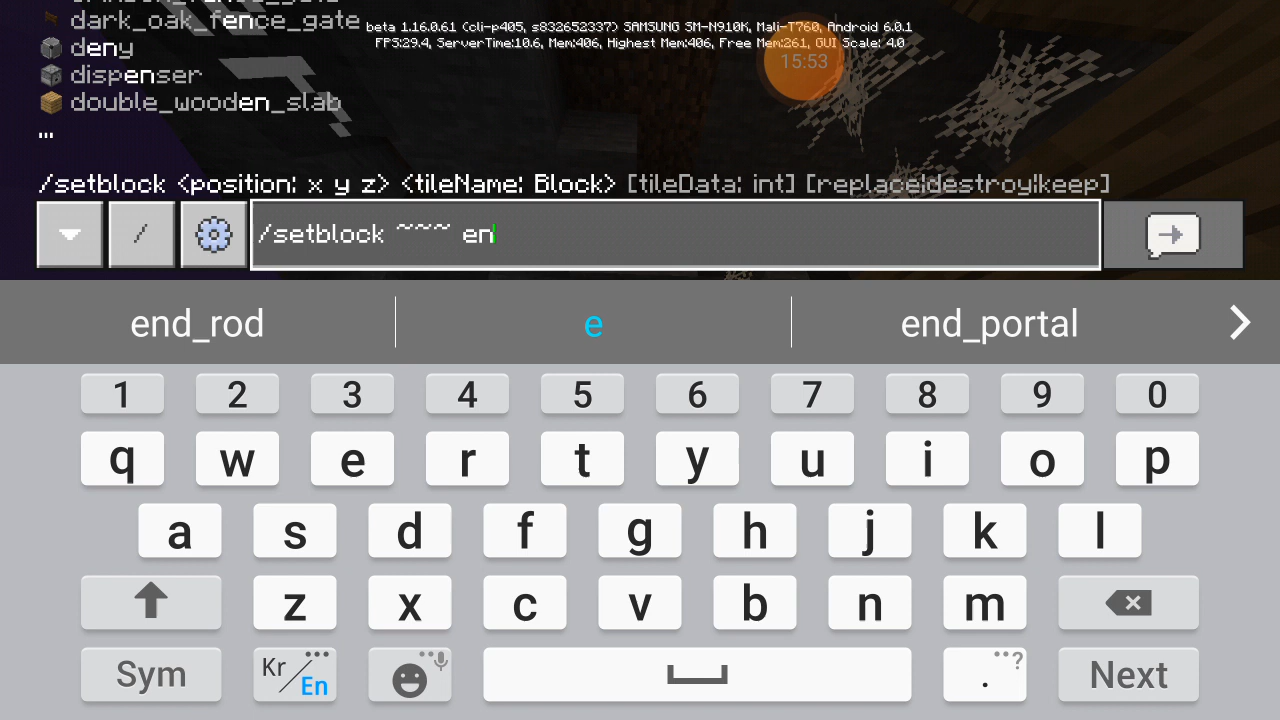 dark_oak_fence_gate
beta 1.16.0.61 (cli-p405, s832652337) SAMSUNG SM-N910K, Mali-T760, Android 6.0.1
FPS:29.4, ServerTime:10.6, Mem:406, Highest Mem:406, Free Mem:261, GUI Scale: 4.0
deny
15:53
dispenser
double_wooden_slab
...
/setblock <position: x y z> <tileName: Block> [tileData: int] [replace|destroy|keep]
/
/setblock ~~~ en
end_rod e end_portal
1 2 3 4 5 6 7 8 9 0
q w e r t y u i o p
a s d f g h j k l
z x c v b n m
Sym Kr/En . ? Next